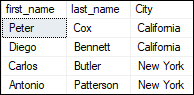 first_name last_name City
Peter Cox California
Diego Bennett California
Carlos Butler New York
Antonio Patterson New York